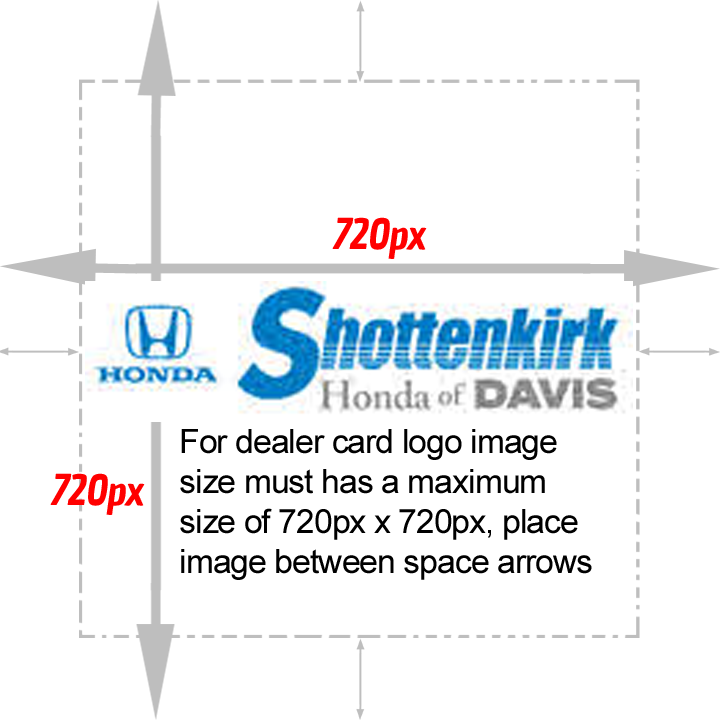 720px
HONDA
Shottenkirk
Honda of DAVIS
720px
For dealer card logo image
size must has a maximum
size of 720px x 720px, place
image between space arrows